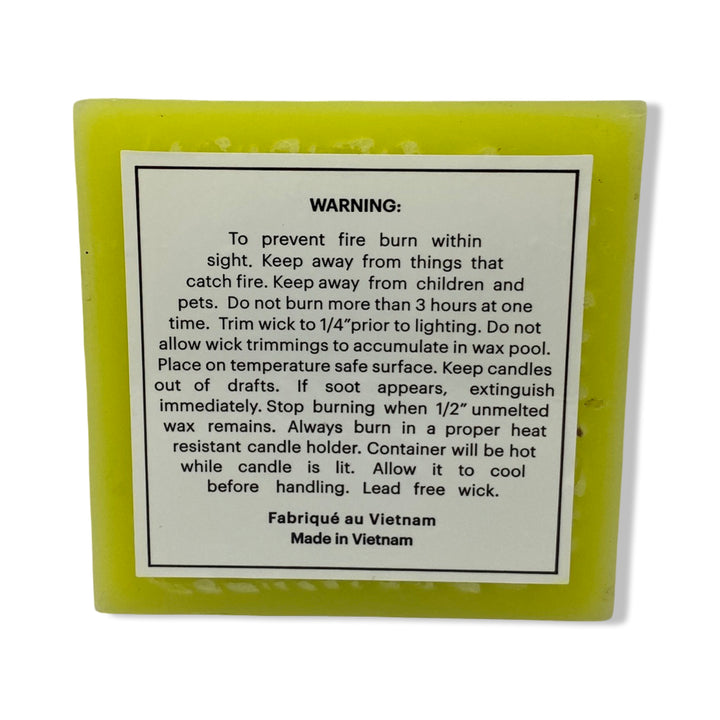 WARNING:
To prevent fire burn within
sight. Keep away from things that
catch fire. Keep away from children and
pets. Do not burn more than 3 hours at one
time. Trim wick to 1/4"prior to lighting. Do not
allow wick trimmings to accumulate in wax pool.
Place on temperature safe surface. Keep candles
out of drafts. If soot appears, extinguish
immediately. Stop burning when 1/2" unmelted
wax remains. Always burn in a proper heat
resistant candle holder. Container will be hot
while candle is lit. Allow it to cool
before handling. Lead free wick.
Fabriqué au Vietnam
Made in Vietnam